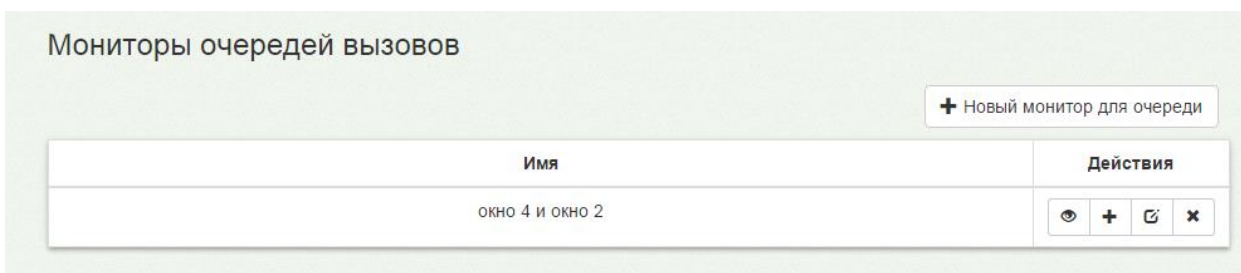 Мониторы очередей вызовов
Новый монитор для очереди
Имя Действия
окно 4 и окно 2